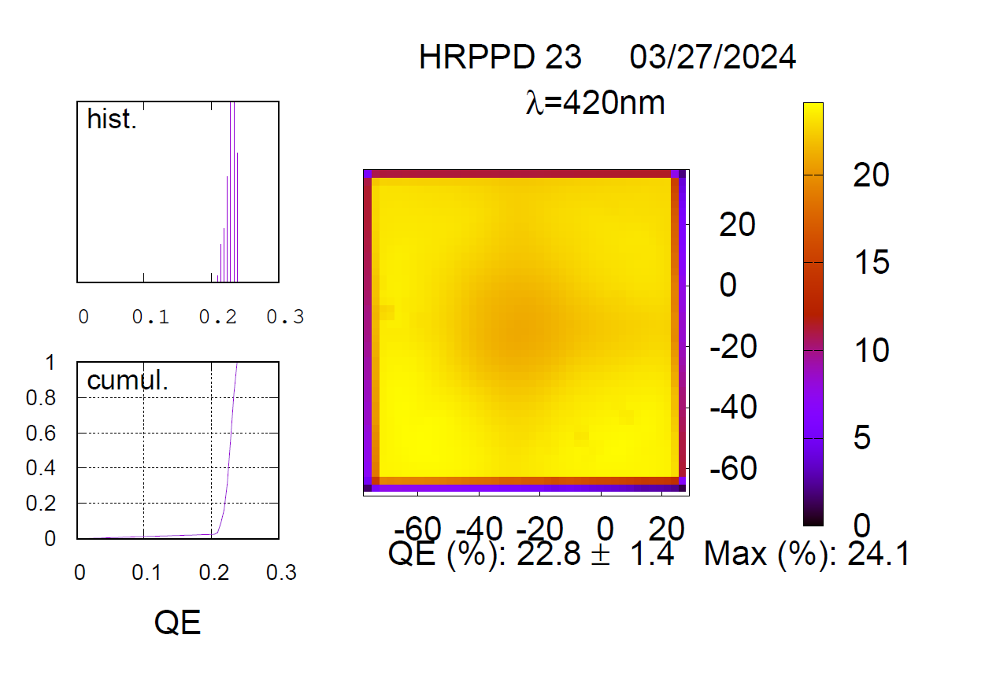 HRPPD 23 03/27/2024
λ=420nm
hist.
0 0.1 0.2 0.3
cumul.
1
0.8
0.6
0.4
0.2
0
0 0.1 0.2 0.3
QE
20
0
-20
-40
-60
-60 -40 -20 0 20
20
15
10
5
0
QE (%): 22.8 ± 1.4 Max (%): 24.1